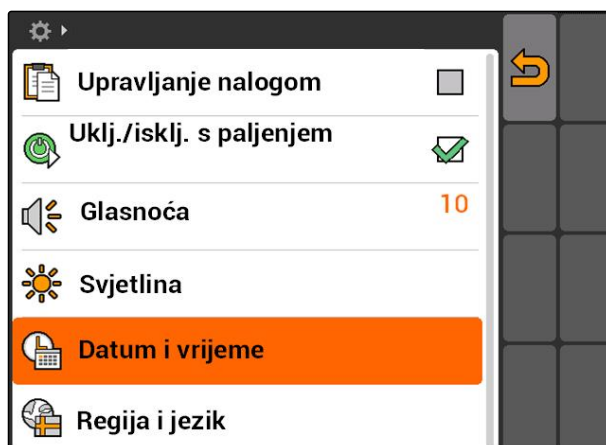 Upravljanje nalogom
Uklj./isklj. s paljenjem
Glasnoća
10
Svjetlina
Datum i vrijeme
Regija i jezik